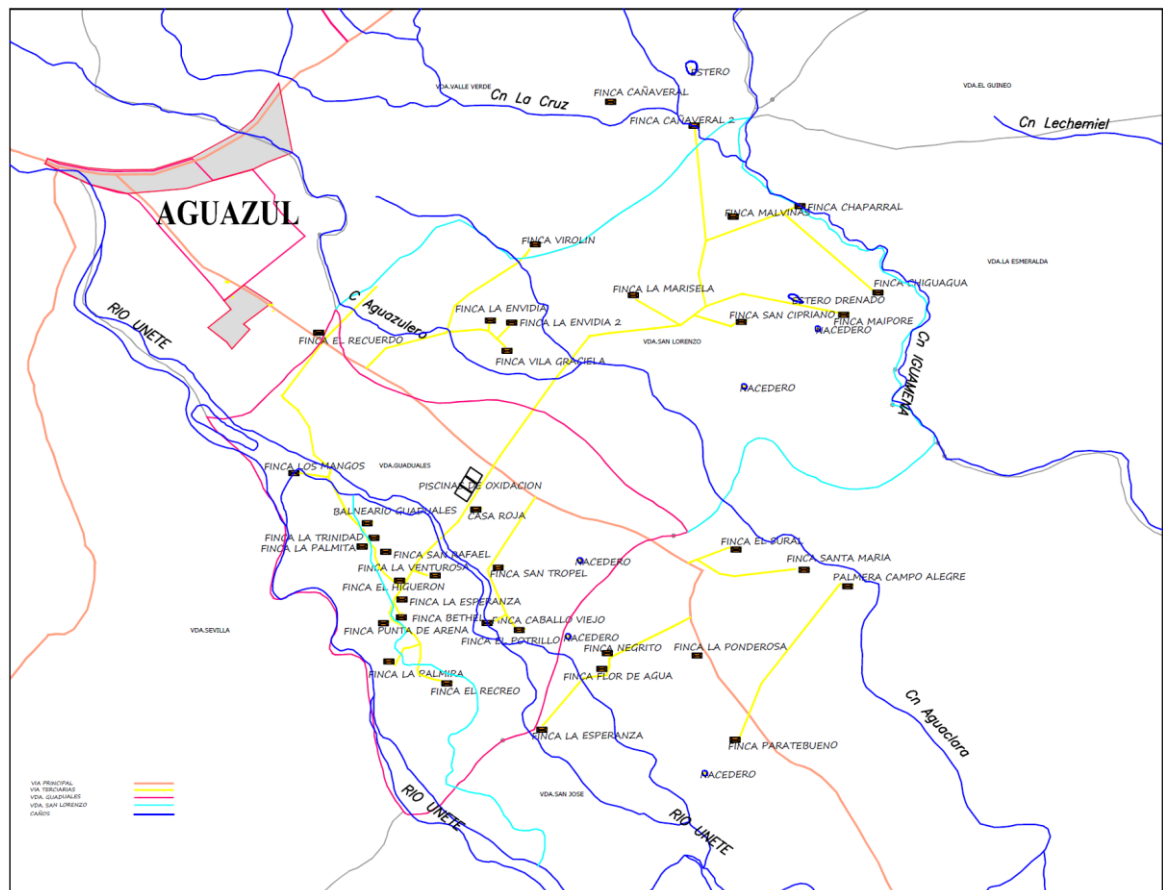 ESTERO
VDA.VALLE VERDE
VDA.EL GUINEO
FINCA CAÑAVERAL
Cn La Cruz
FINCA CAÑAVERAL 2
Cn Lechemiel
AGUAZUL
FINCA CHAPARRAL
FINCA MALVINAS
FINCA VIROLIN
VDA.LA ESMERALDA
FINCA CHIGUAGUA
FINCA LA MARISELA
ESTERO DRENADO
RIO UNETE
C Aguazulero
FINCA LA ENVIDIA
FINCA LA ENVIDIA 2
FINCA SAN CIPRIANO
FINCA MAIPORE
NACEDERO
FINCA EL RECUERDO
VDA.SAN LORENZO
FINCA VILA GRACIELA
Cn IGUAMENA
NACEDERO
FINCA LOS MANGOS
VDA.GUADUALES
PISCINAS DE OXIDACION
BALNEARIO GUADUALES
CASA ROJA
FINCA LA TRINIDAD
FINCA LA PALMITA
FINCA SAN RAFAEL
FINCA EL SURAL
FINCA SANTA MARIA
NACEDERO
FINCA LA VENTUROSA
FINCA SAN TROPEL
PALMERA CAMPO ALEGRE
FINCA EL HIGUERON
FINCA LA ESPERANZA
FINCA BETHEL
FINCA CABALLO VIEJO
VDA.SEVILLA
FINCA PUNTA DE ARENA
FINCA EL POTRILLO
NACEDERO
FINCA NEGRITO
FINCA LA PONDEROSA
FINCA LA PALMIRA
FINCA FLOR DE AGUA
FINCA EL RECREO
Cn Aguaclara
FINCA LA ESPERANZA
FINCA PARATEBUENO
NACEDERO
VDA.SAN JOSE
RIO UNETE
RIO UNETE
VIA PRINCIPAL
VIA TERCIARIAS
VDA. GUADUALES
VDA. SAN LORENZO
CAÑOS